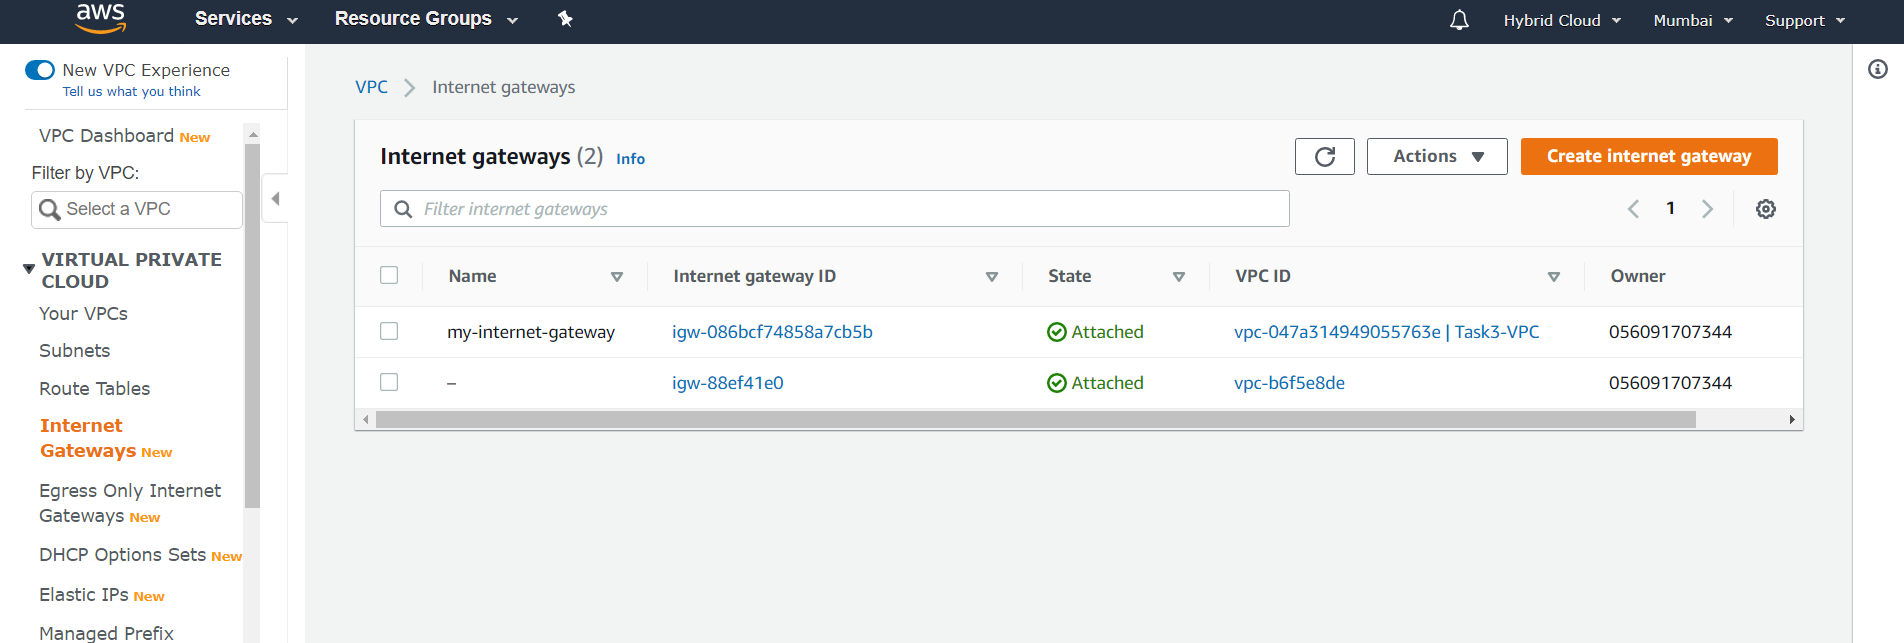 aws Services Resource Groups Hybrid Cloud Mumbai Support
New VPC Experience
Tell us what you think
VPC Dashboard New
Filter by VPC:
Select a VPC
VIRTUAL PRIVATE
CLOUD
Your VPCs
Subnets
Route Tables
Internet
Gateways New
Egress Only Internet
Gateways New
DHCP Options Sets New
Elastic IPs New
Managed Prefix
VPC Internet gateways
Internet gateways (2) Info Actions Create internet gateway
Filter internet gateways 1
Name Internet gateway ID State VPC ID Owner
my-internet-gateway igw-086bcf74858a7cb5b Attached vpc-047a314949055763e | Task3-VPC 056091707344
– igw-88ef41e0 Attached vpc-b6f5e8de 056091707344